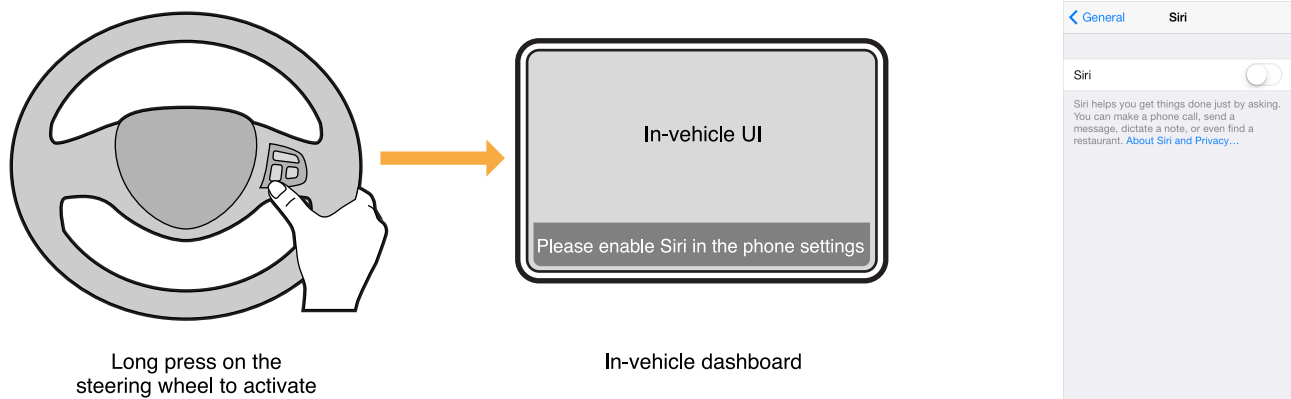 In-vehicle UI
Please enable Siri in the phone settings
Long press on the
steering wheel to activate
In-vehicle dashboard
General Siri
Siri
Siri helps you get things done just by asking.
You can make a phone call, send a
message, dictate a note, or even find a
restaurant. About Siri and Privacy…